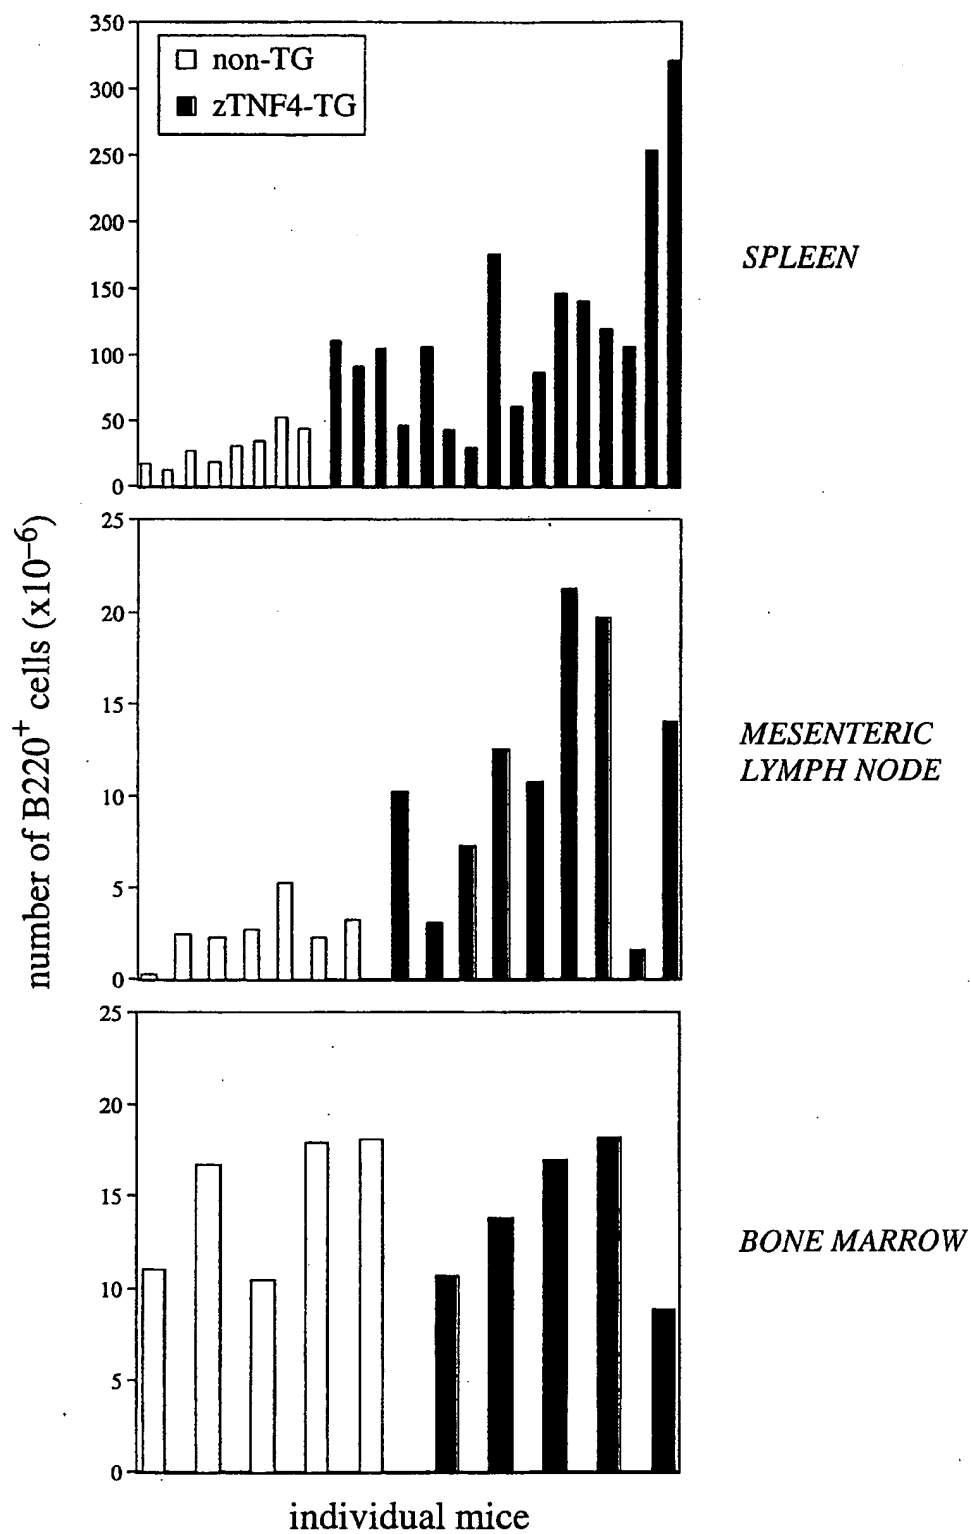 350
300
250
200
150
100
50
0
non-TG
zTNF4-TG
SPLEEN
25
20
15
10
5
0
MESENTERIC
LYMPH NODE
number of B220+ cells (x10–6)
25
20
15
10
5
0
BONE MARROW
individual mice